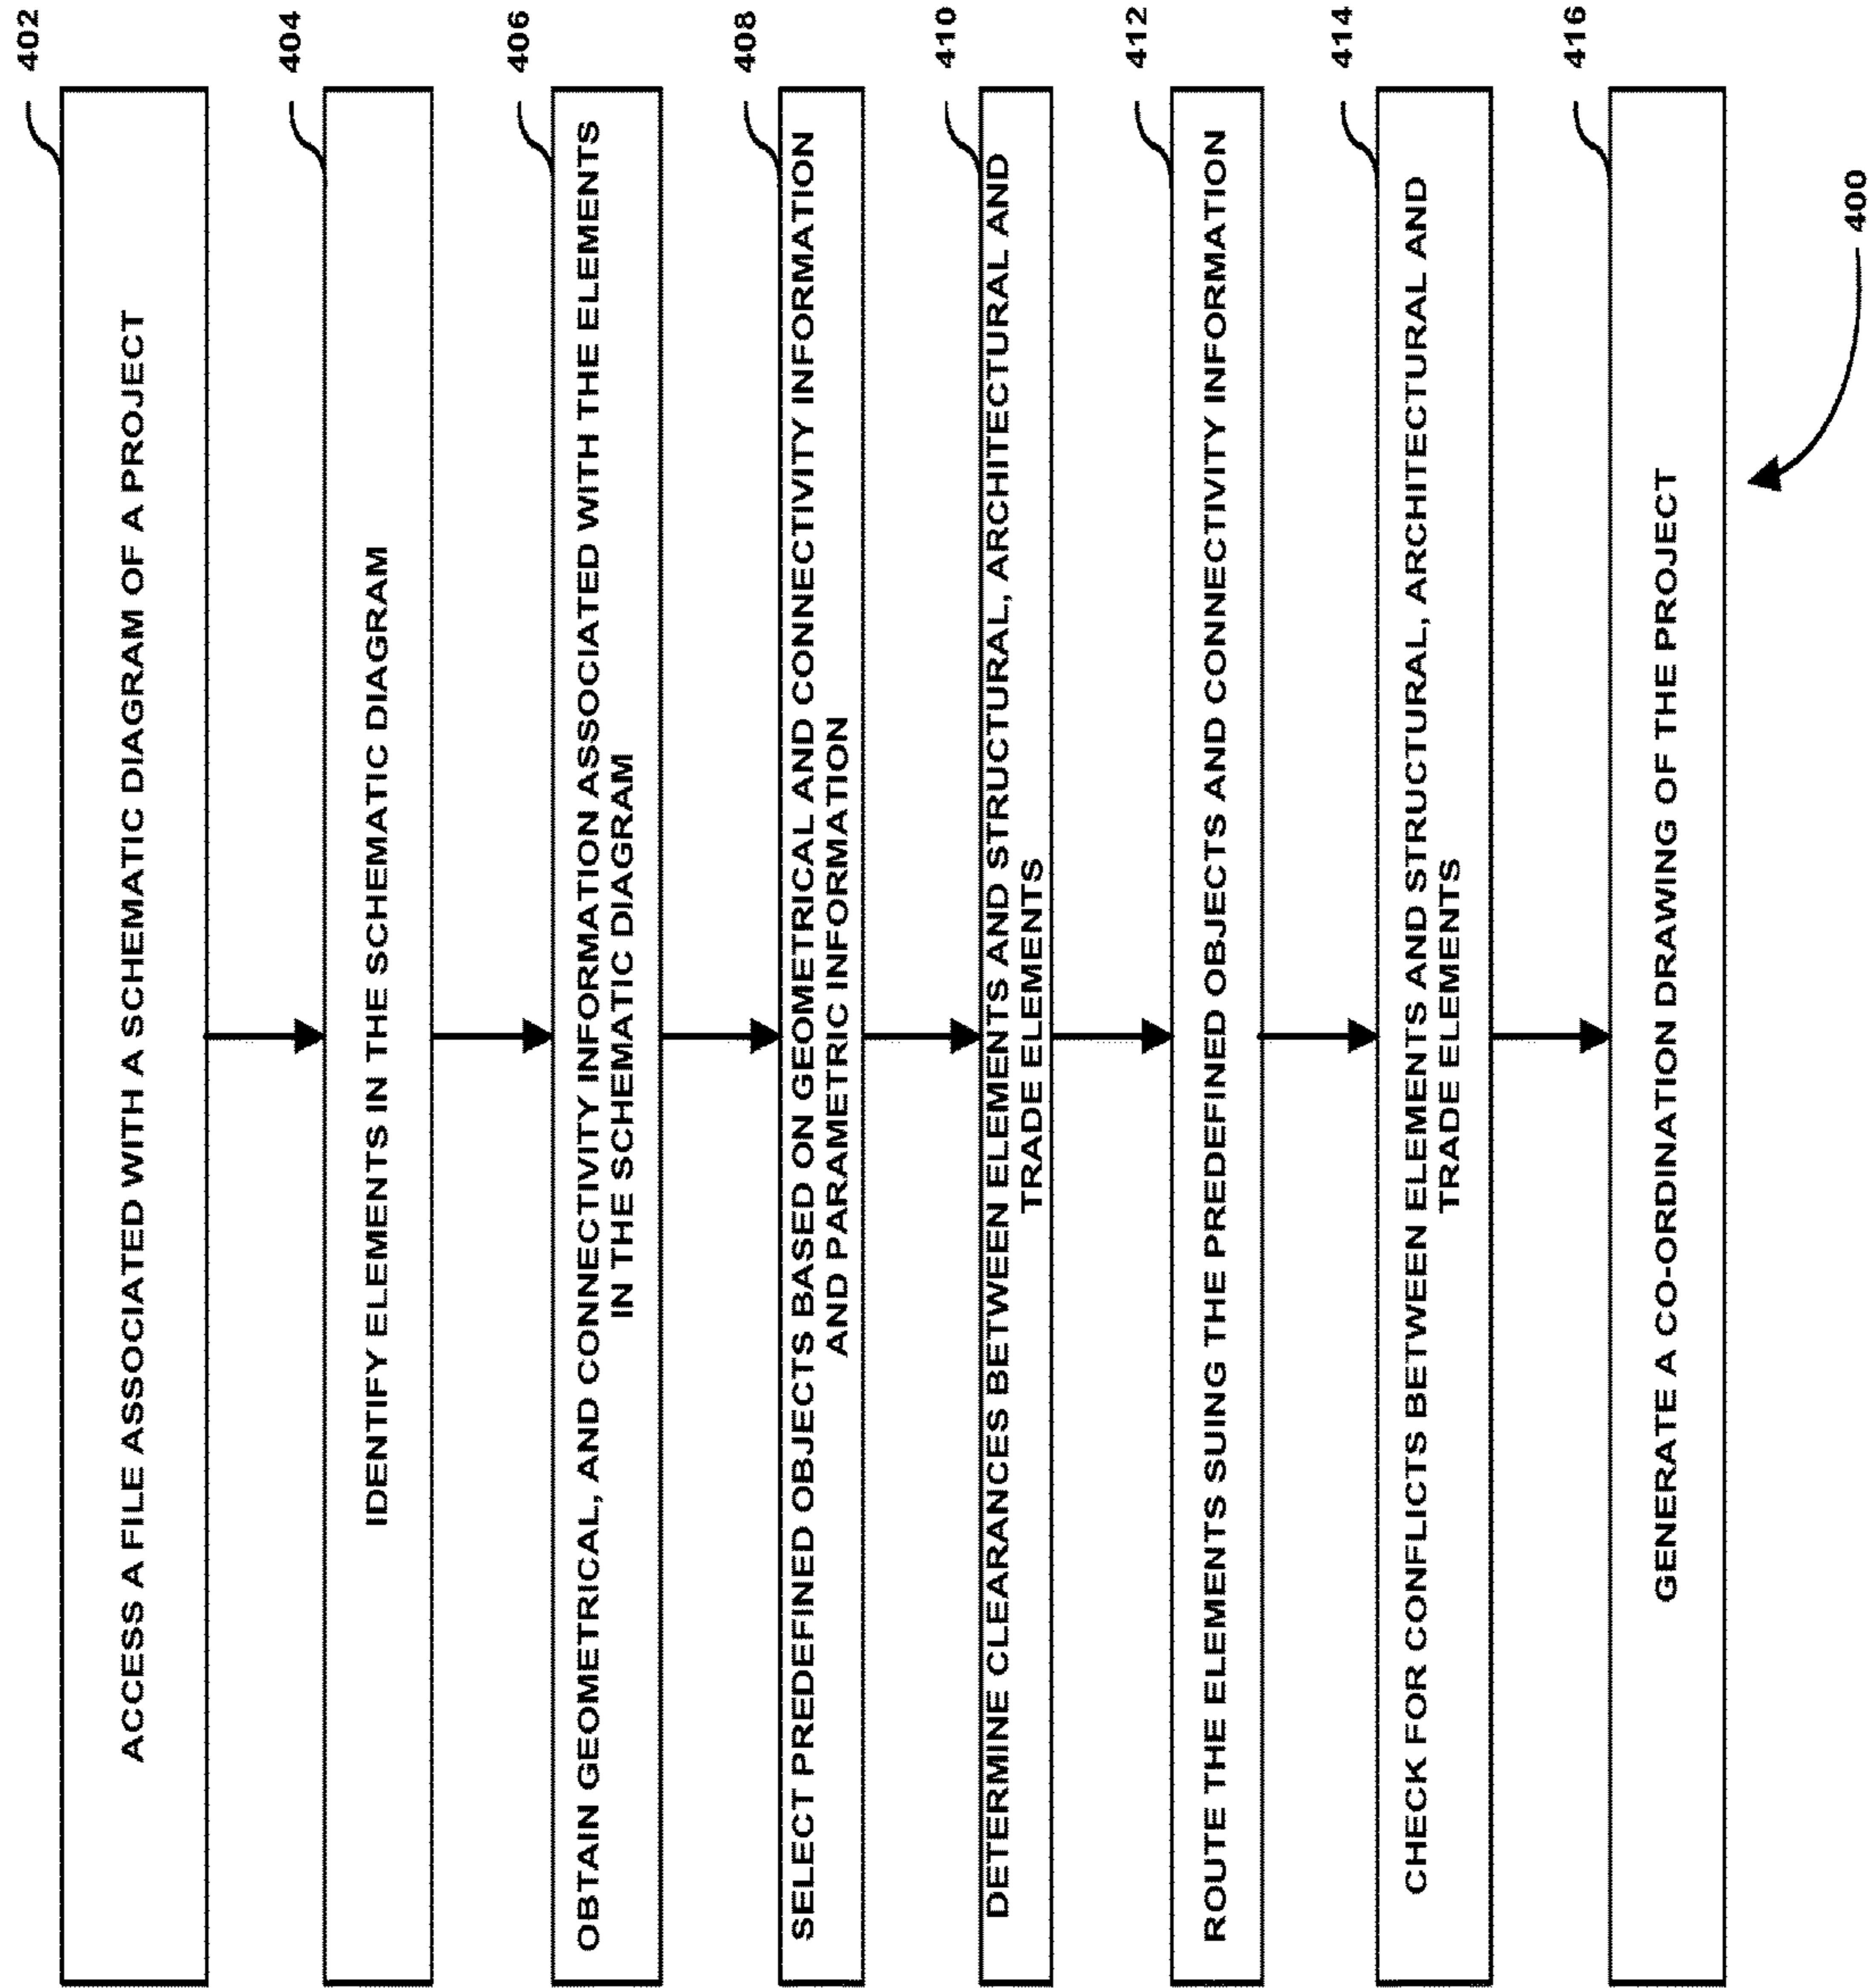 402
ACCESS A FILE ASSOCIATED WITH A SCHEMATIC DIAGRAM OF A PROJECT
404
IDENTIFY ELEMENTS IN THE SCHEMATIC DIAGRAM
406
OBTAIN GEOMETRICAL, AND CONNECTIVITY INFORMATION ASSOCIATED WITH THE ELEMENTS
IN THE SCHEMATIC DIAGRAM
408
SELECT PREDEFINED OBJECTS BASED ON GEOMETRICAL AND CONNECTIVITY INFORMATION
AND PARAMETRIC INFORMATION
410
DETERMINE CLEARANCES BETWEEN ELEMENTS AND STRUCTURAL, ARCHITECTURAL AND
TRADE ELEMENTS
412
ROUTE THE ELEMENTS SUING THE PREDEFINED OBJECTS AND CONNECTIVITY INFORMATION
414
CHECK FOR CONFLICTS BETWEEN ELEMENTS AND STRUCTURAL, ARCHITECTURAL AND
TRADE ELEMENTS
416
GENERATE A CO-ORDINATION DRAWING OF THE PROJECT
400